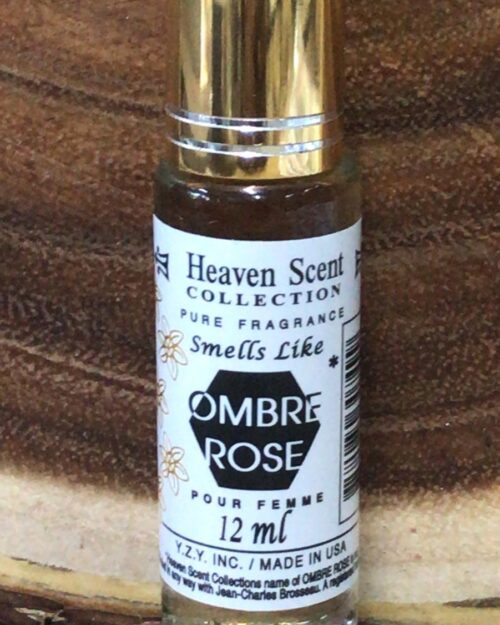 Heaven Scent
COLLECTION
PURE FRAGRANCE
Smells Like
*
OMBRE
ROSE
POUR FEMME
12 ml
Y.Z.Y. INC. / MADE IN USA
Heaven Scent Collections name of OMBRE ROSE is
in any way with Jean-Charles Brosseau. A registered